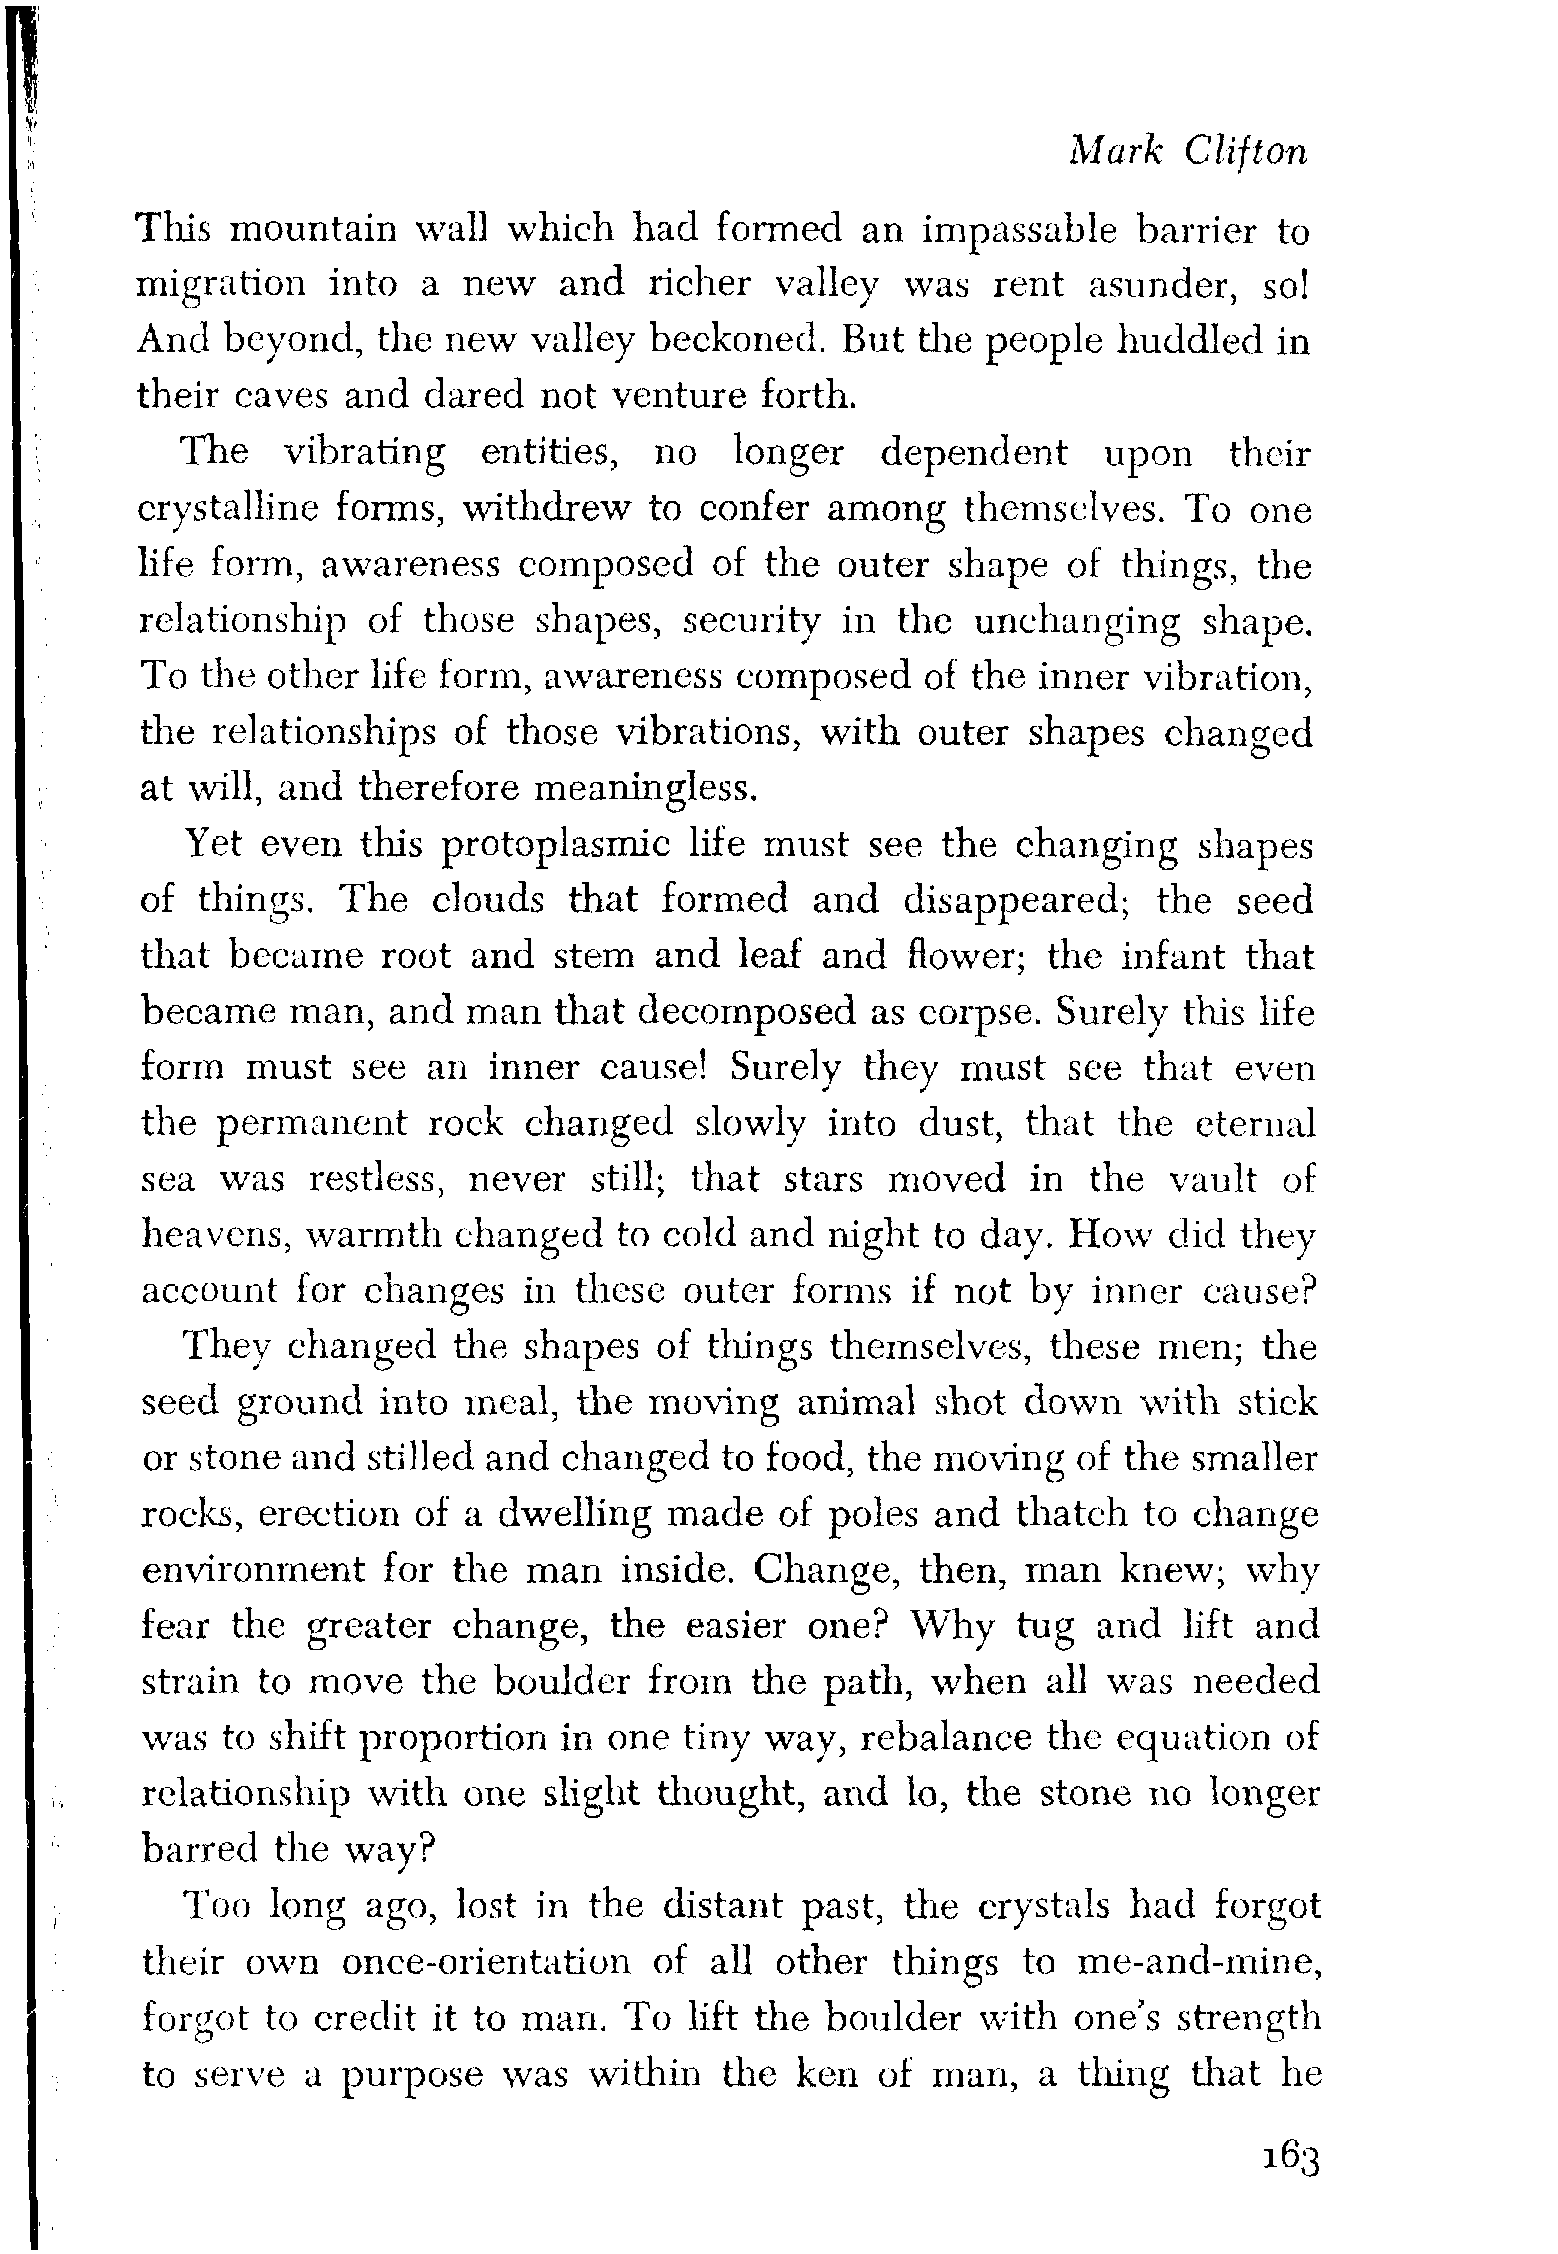 Mark Clifton
This mountain wall which had formed an impassable barrier to
migration into a new and richer valley was rent asunder, so!
And beyond, the new valley beckoned. But the people huddled in
their caves and dared not venture forth.
The vibrating entities, no longer dependent upon their
crystalline forms, withdrew to confer among themselves. To one
life form, awareness composed of the outer shape of things, the
relationship of those shapes, security in the unchanging shape.
To the other life form, awareness composed of the inner vibration,
the relationships of those vibrations, with outer shapes changed
at will, and therefore meaningless.
Yet even this protoplasmic life must see the changing shapes
of things. The clouds that formed and disappeared; the seed
that became root and stem and leaf and flower; the infant that
became man, and man that decomposed as corpse. Surely this life
form must see an inner cause! Surely they must see that even
the permanent rock changed slowly into dust, that the eternal
sea was restless, never still; that stars moved in the vault of
heavens, warmth changed to cold and night to day. How did they
account for changes in these outer forms if not by inner cause?
They changed the shapes of things themselves, these men; the
seed ground into meal, the moving animal shot down with stick
or stone and stilled and changed to food, the moving of the smaller
rocks, erection of a dwelling made of poles and thatch to change
environment for the man inside. Change, then, man knew; why
fear the greater change, the easier one? Why tug and lift and
strain to move the boulder from the path, when all was needed
was to shift proportion in one tiny way, rebalance the equation of
relationship with one slight thought, and lo, the stone no longer
barred the way?
Too long ago, lost in the distant past, the crystals had forgot
their own once-orientation of all other things to me-and-mine,
forgot to credit it to man. To lift the boulder with one's strength
to serve a purpose was within the ken of man, a thing that he
163